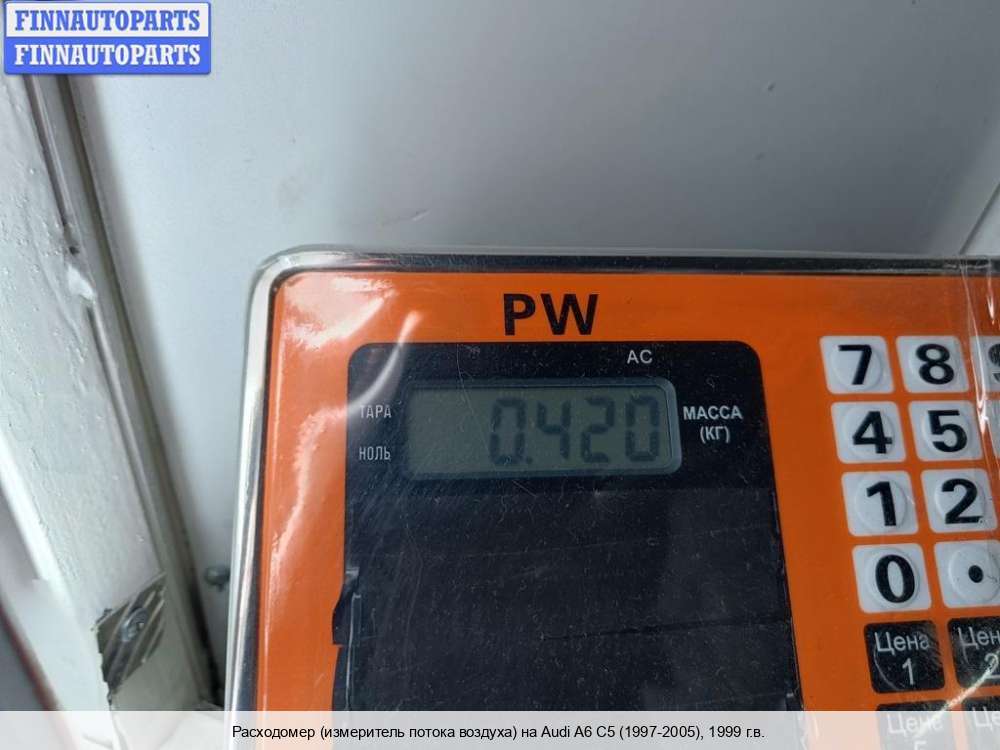 FINNAUTOPARTS
FINNAUTOPARTS
PW
AC
ТАРА
НОЛЬ
0.420
МАССА
(КГ)
7 8
4 5
1 2
0 .
Цена
1
2
Расходомер (измеритель потока воздуха) на Audi A6 C5 (1997-2005), 1999 г.в.